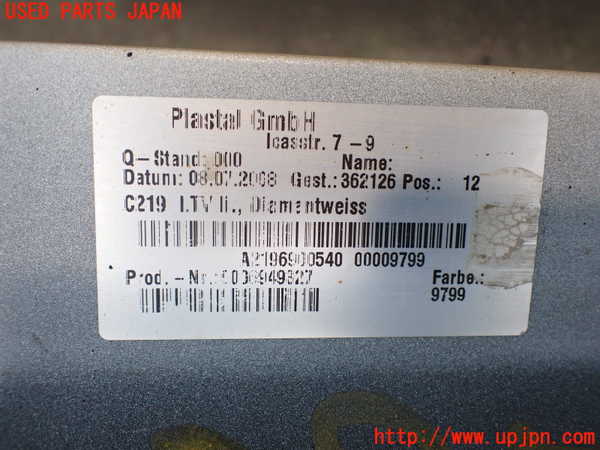 USED PARTS JAPAN
Plastal GmbH
Icasstr. 7-9
Q-Stand: 000 Name:
Datum: 08.07.2008 Gest.: 362126 Pos.: 12
C219 LTV li., Diamantweiss
A2196900540 00009799
Prod.-Nr.: Farbe.:
9799
http://www.upjpn.com/